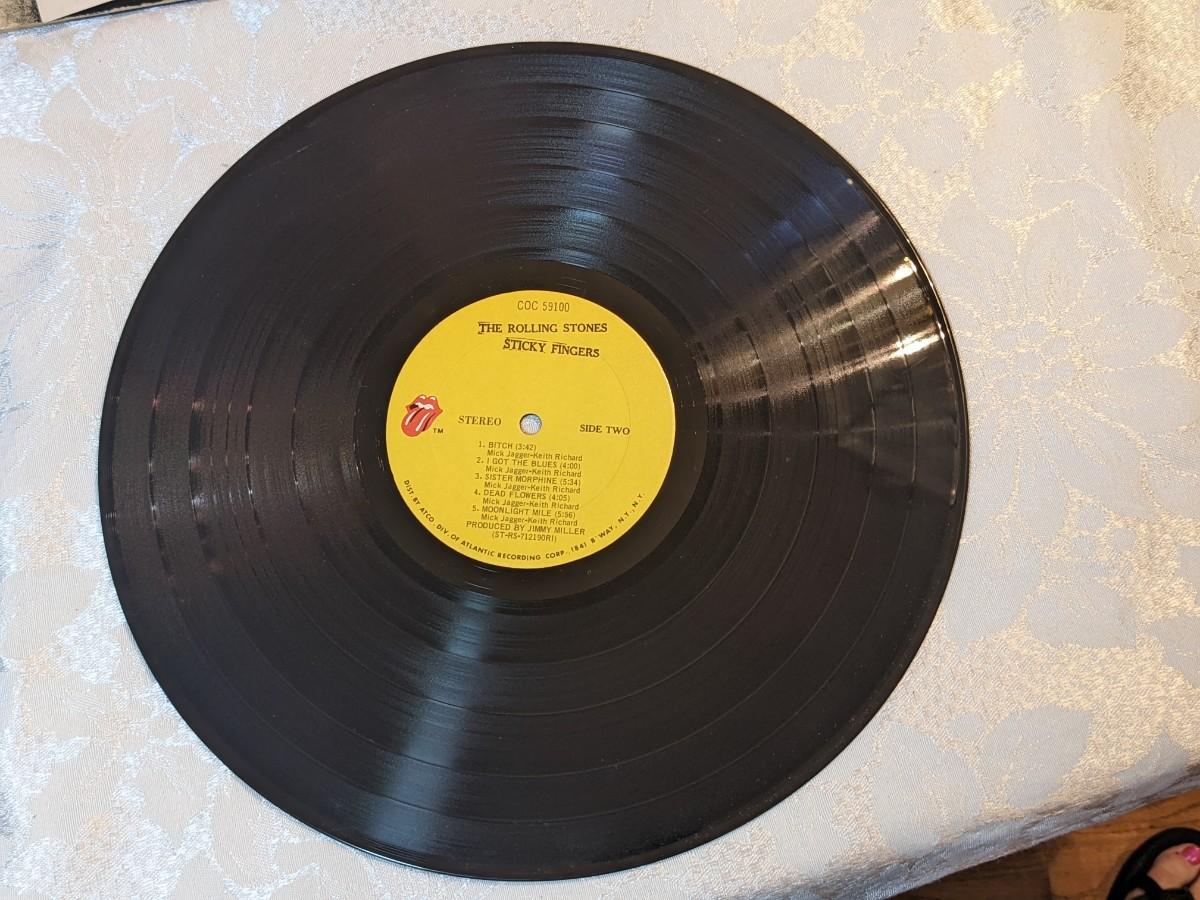 COC 59100
THE ROLLING STONES
STICKY FINGERS
TM
STEREO
SIDE TWO
1. BITCH (3:42)
Mick Jagger-Keith Richard
2. I GOT THE BLUES (4:00)
Mick Jagger-Keith Richard
3. SISTER MORPHINE (5:34)
Mick Jagger-Keith Richard
4. DEAD FLOWERS (4:05)
Mick Jagger-Keith Richard
5. MOONLIGHT MILE (5:56)
Mick Jagger-Keith Richard
PRODUCED BY JIMMY MILLER
(ST-RS-712190RI)
DIST BY ATCO. DIV. OF ATLANTIC RECORDING CORP., 1841 B'WAY, N.Y., N.Y.